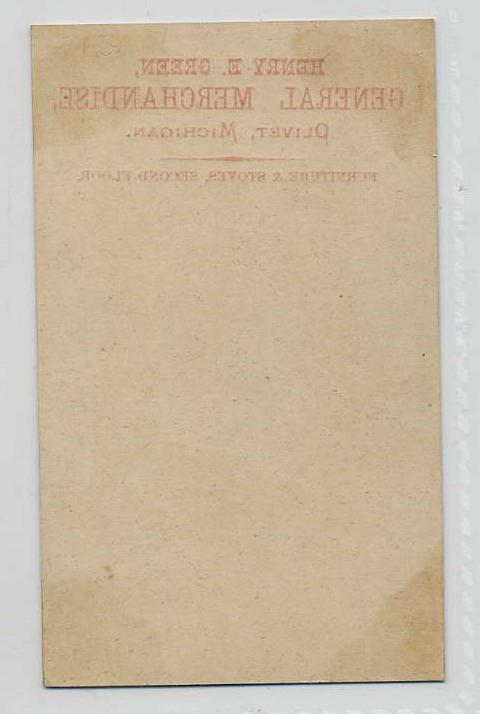 HENRY E. GREEN,
GENERAL MERCHANDISE,
OLIVET, MICHIGAN.
FURNITURE & STOVES, SECOND FLOOR.